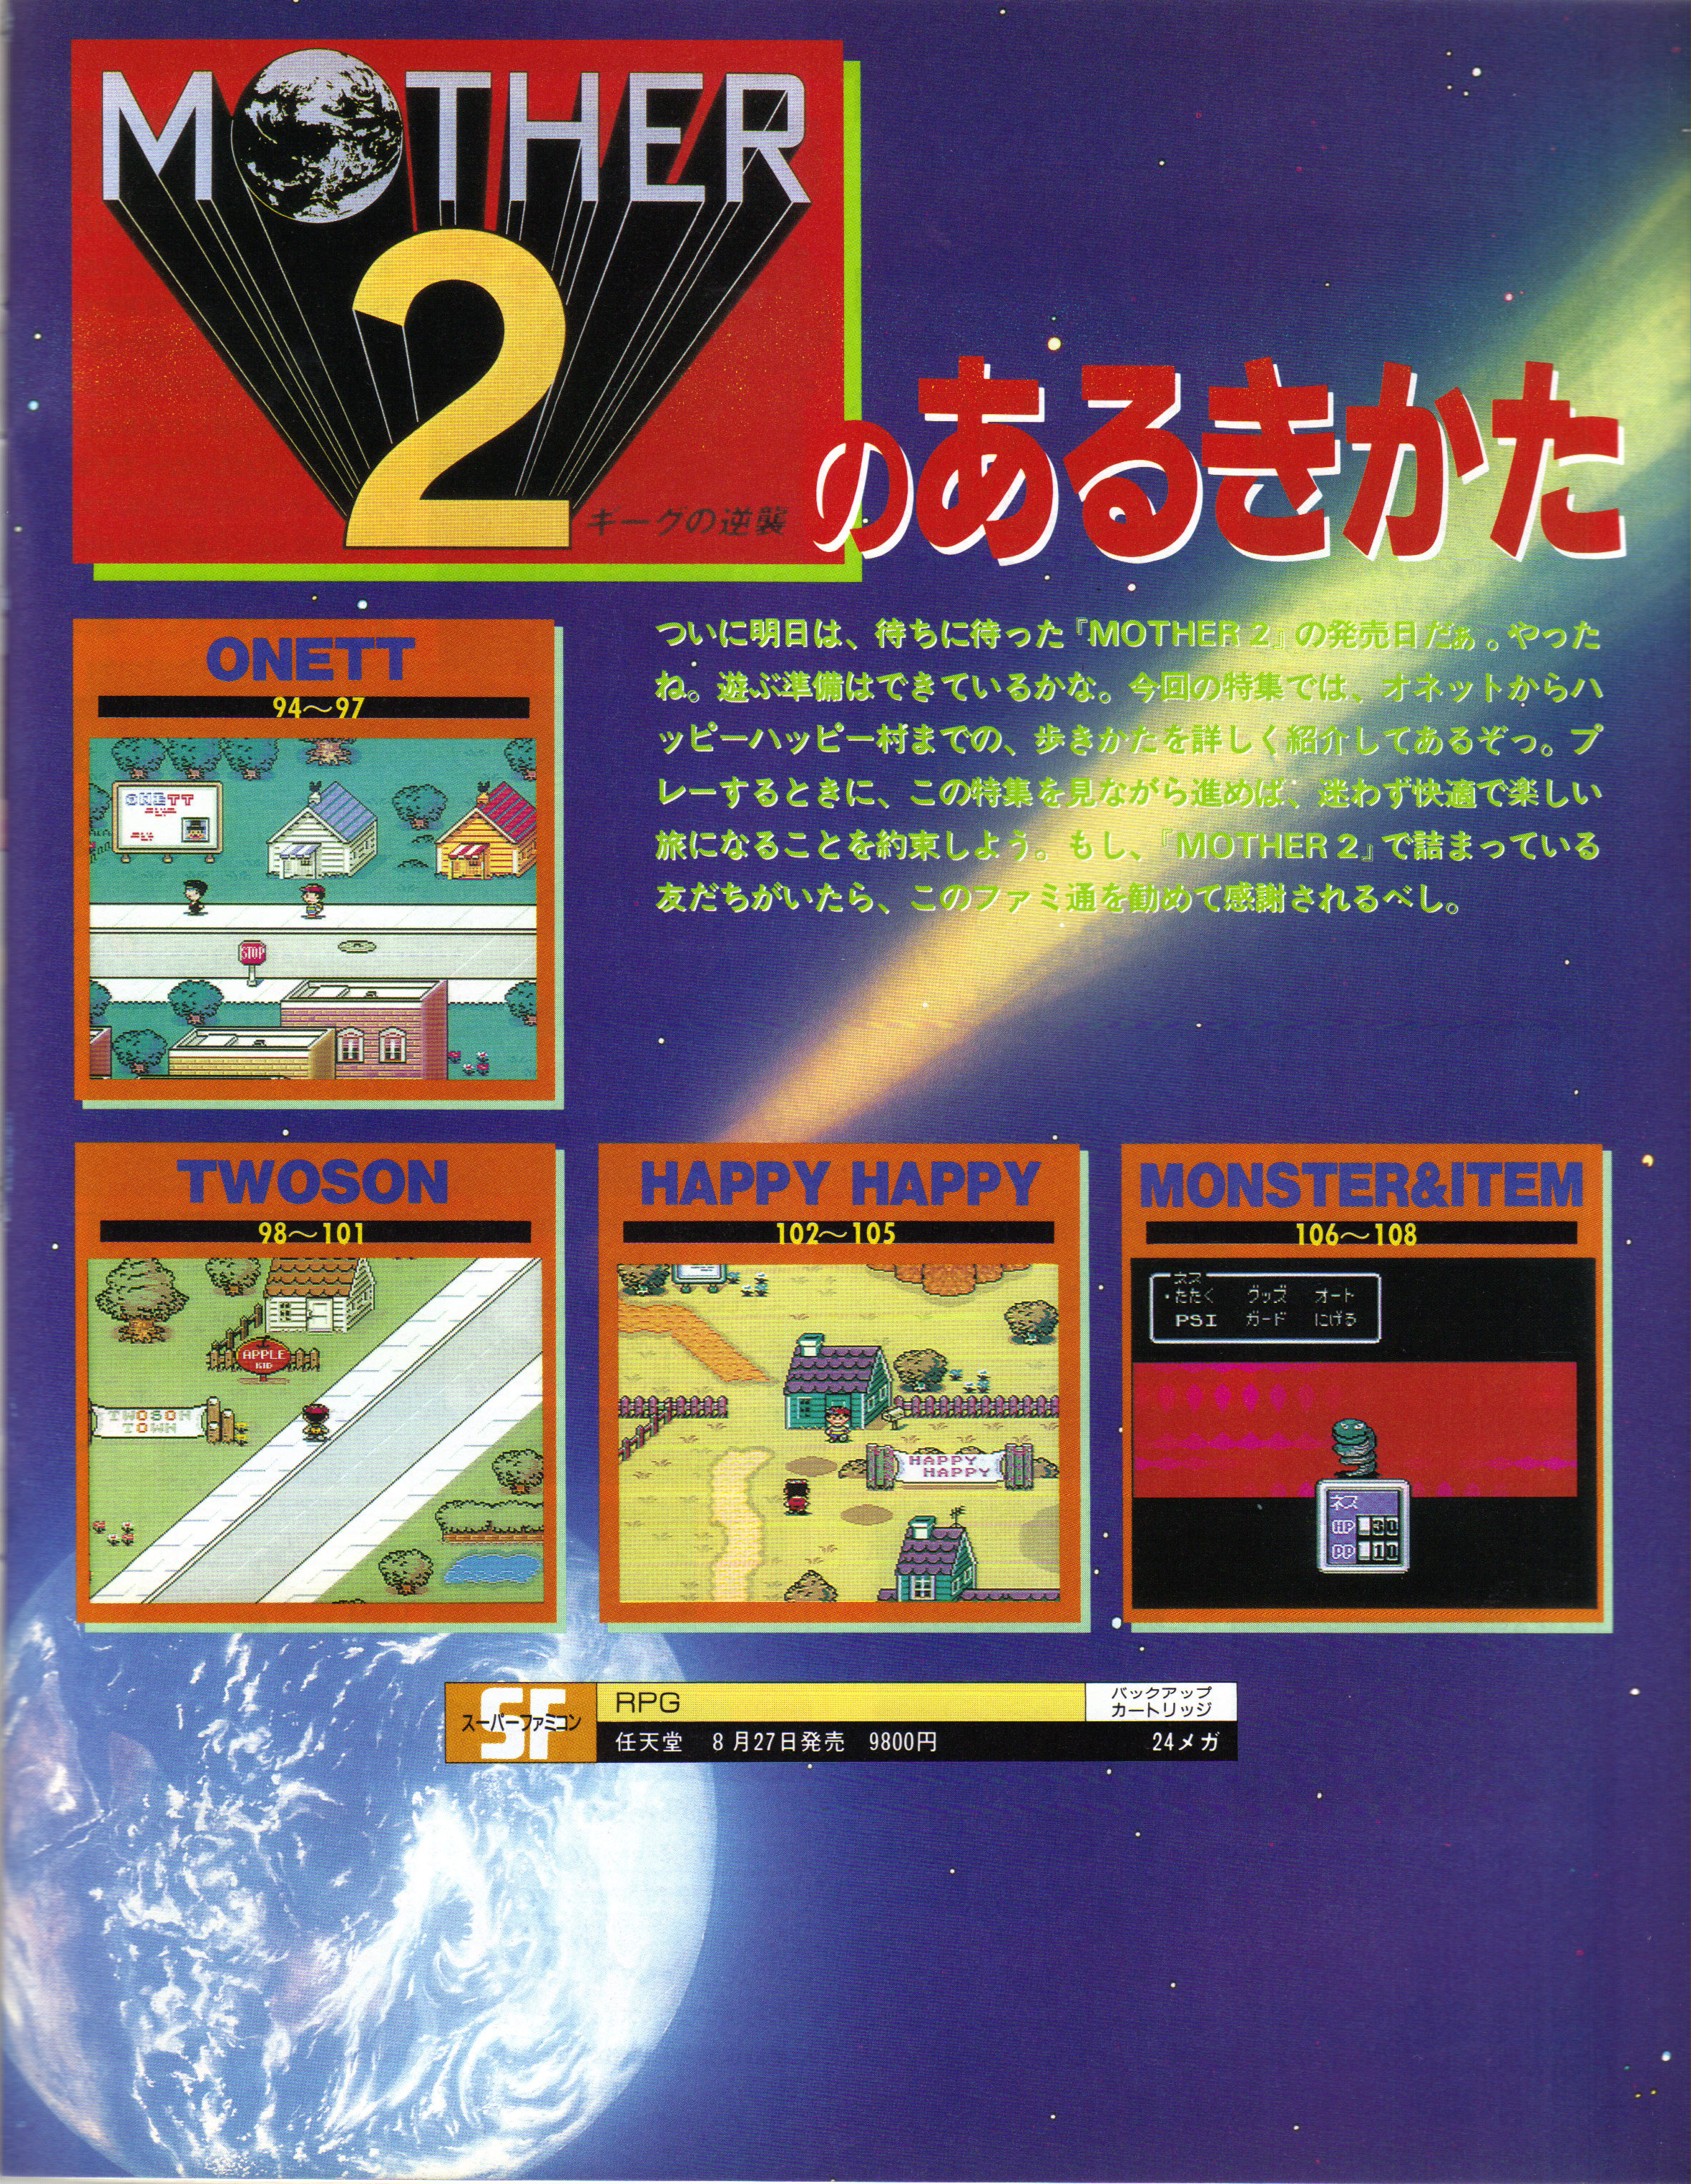 MOTHER
2
ギーグの逆襲
のあるきかた
ついに明日は、待ちに待った『MOTHER 2』の発売日だぁ。やった
ね。遊ぶ準備はできているかな。今回の特集では、オネットからハ
ッピーハッピー村までの、歩きかたを詳しく紹介してあるぞっ。プ
レーするときに、この特集を見ながら進めば、迷わず快適で楽しい
旅になることを約束しよう。もし、『MOTHER 2』で詰まっている
友だちがいたら、このファミ通を勧めて感謝されるべし。
ONETT
94〜97
ONETT
STOP
TWOSON
98〜101
APPLE
KID
TWOSON
TOWN
HAPPY HAPPY
102〜105
HAPPY
HAPPY
MONSTER&ITEM
106〜108
ネス
・たたく グッズ オート
PSI ガード にげる
ネス
HP 30
PP 10
SF
スーパーファミコン
RPG
バックアップ
カートリッジ
任天堂 8月27日発売 9800円 24メガ